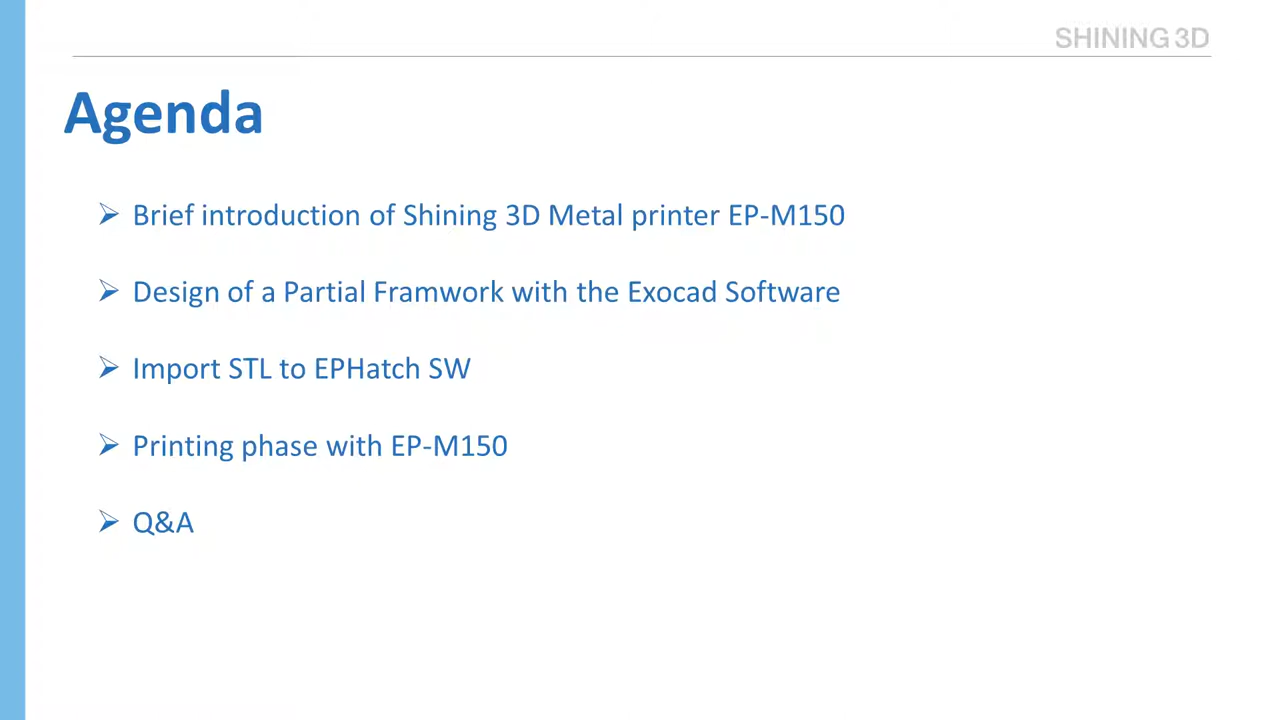 SHINING 3D
Agenda
Brief introduction of Shining 3D Metal printer EP-M150
Design of a Partial Framwork with the Exocad Software
Import STL to EPHatch SW
Printing phase with EP-M150
Q&A